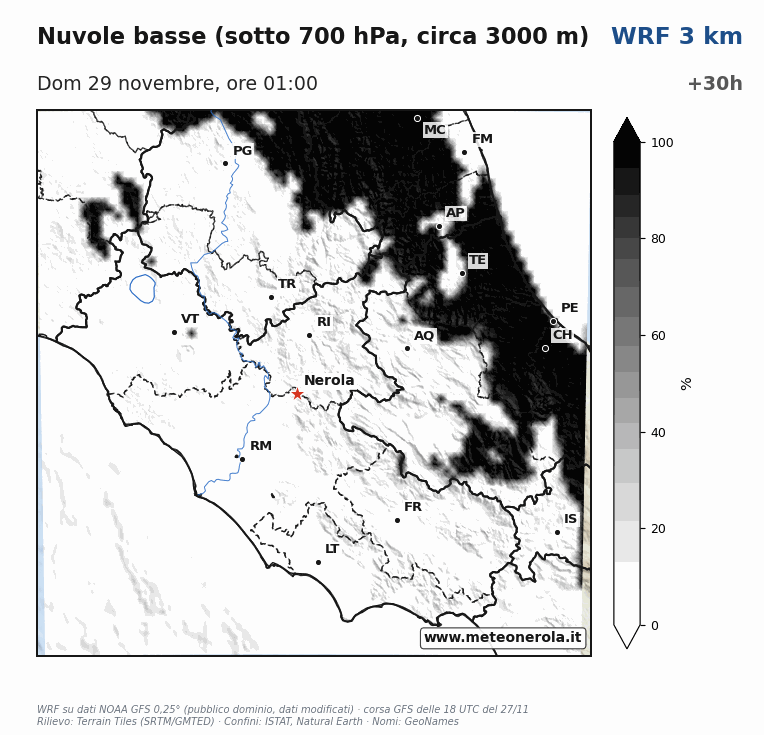 Nuvole basse (sotto 700 hPa, circa 3000 m) WRF 3 km
Dom 29 novembre, ore 01:00 +30h
MC
FM
PG
100
AP
80
TE
TR
PE
VT
RI
AQ
CH
60
Nerola
%
40
RM
20
FR
IS
LT
0
www.meteonerola.it
WRF su dati NOAA GFS 0,25° (pubblico dominio, dati modificati) · corsa GFS delle 18 UTC del 27/11
Rilievo: Terrain Tiles (SRTM/GMTED) · Confini: ISTAT, Natural Earth · Nomi: GeoNames